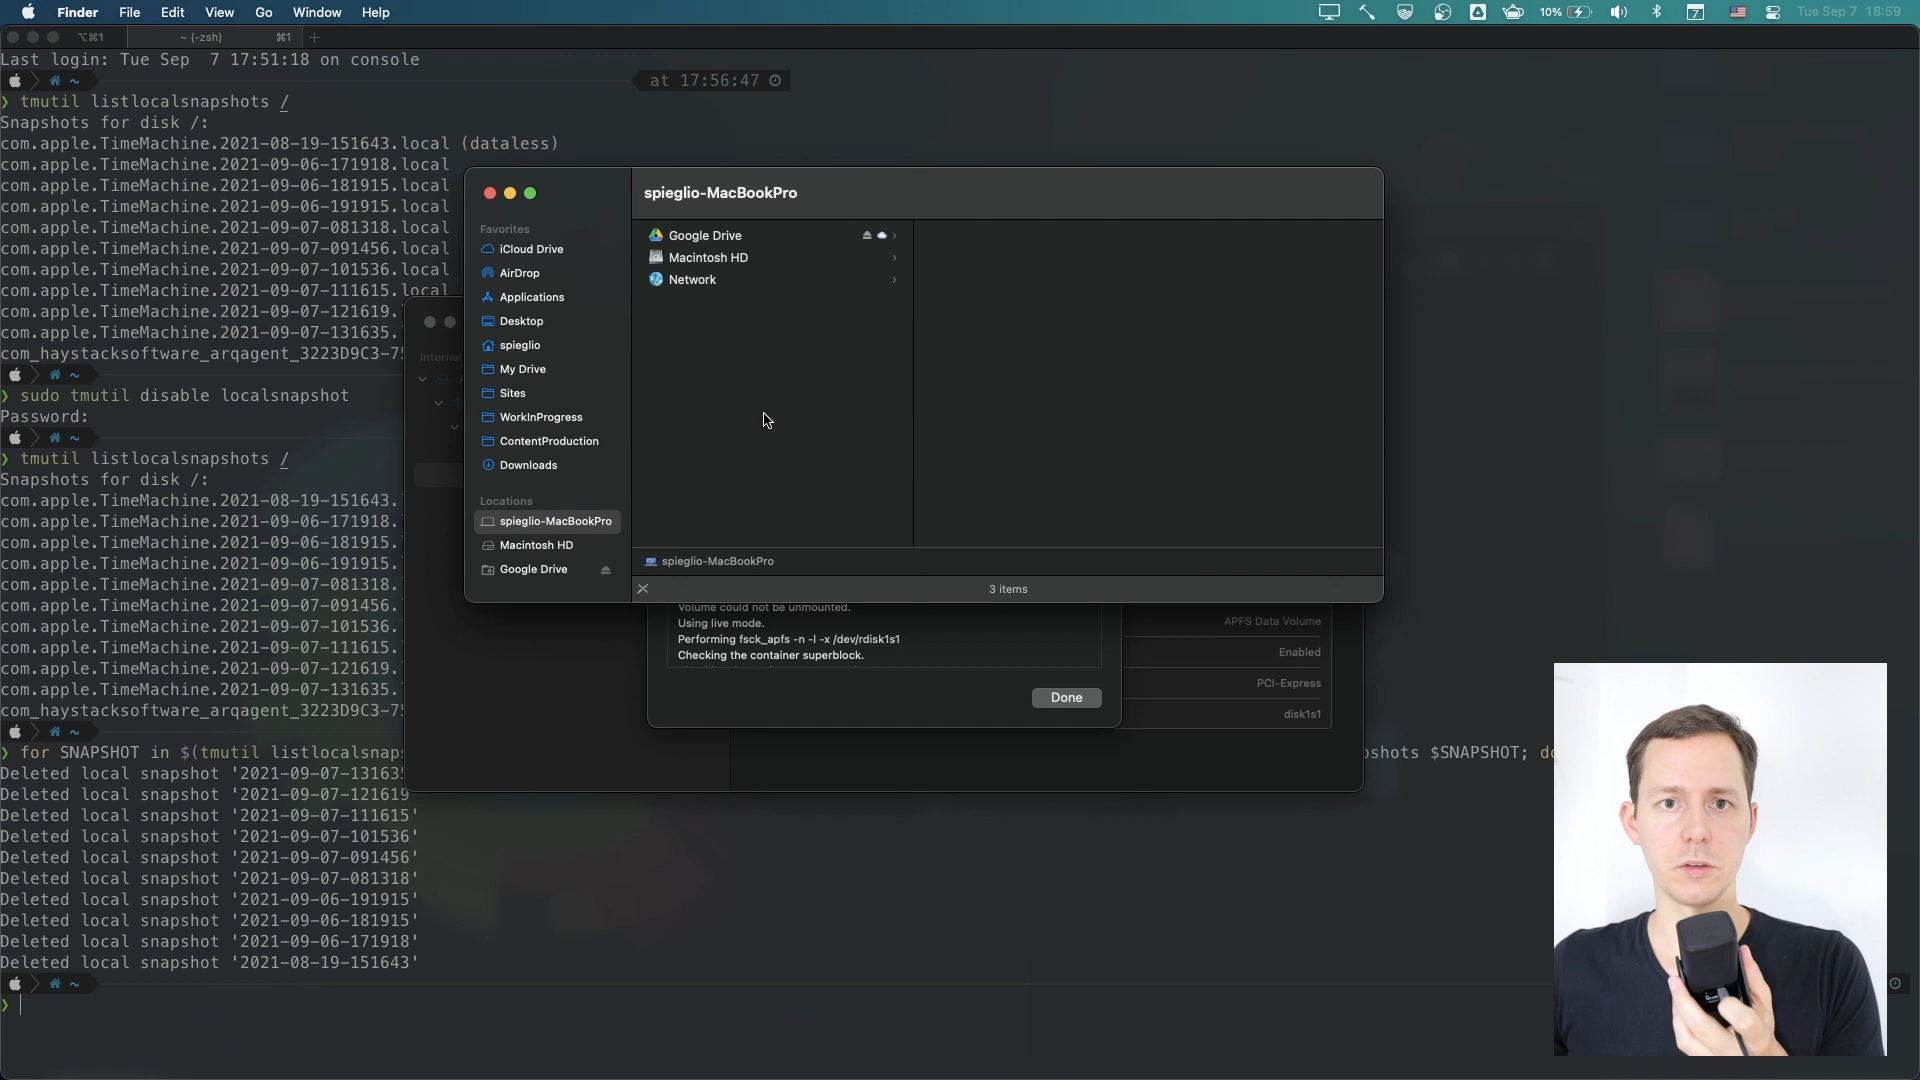 Finder File Edit View Go Window Help
10% 7 Tue Sep 7 18:59
⌥⌘1 ~ (-zsh) ⌘1 +
Last login: Tue Sep  7 17:51:18 on console
~ at 17:56:47
❯ tmutil listlocalsnapshots /
Snapshots for disk /:
com.apple.TimeMachine.2021-08-19-151643.local (dataless)
com.apple.TimeMachine.2021-09-06-171918.local
com.apple.TimeMachine.2021-09-06-181915.local
com.apple.TimeMachine.2021-09-06-191915.local
com.apple.TimeMachine.2021-09-07-081318.local
com.apple.TimeMachine.2021-09-07-091456.local
com.apple.TimeMachine.2021-09-07-101536.local
com.apple.TimeMachine.2021-09-07-111615.local
com.apple.TimeMachine.2021-09-07-121619.
com.apple.TimeMachine.2021-09-07-131635.
com_haystacksoftware_arqagent_3223D9C3-75
~
❯ sudo tmutil disable localsnapshot
Password:
~
❯ tmutil listlocalsnapshots /
Snapshots for disk /:
com.apple.TimeMachine.2021-08-19-151643.
com.apple.TimeMachine.2021-09-06-171918.
com.apple.TimeMachine.2021-09-06-181915.
com.apple.TimeMachine.2021-09-06-191915.
com.apple.TimeMachine.2021-09-07-081318.
com.apple.TimeMachine.2021-09-07-091456.
com.apple.TimeMachine.2021-09-07-101536.
com.apple.TimeMachine.2021-09-07-111615.
com.apple.TimeMachine.2021-09-07-121619.
com.apple.TimeMachine.2021-09-07-131635.
com_haystacksoftware_arqagent_3223D9C3-75
~
❯ for SNAPSHOT in $(tmutil listlocalsnaps
pshots $SNAPSHOT; do
Deleted local snapshot '2021-09-07-131635
Deleted local snapshot '2021-09-07-121619
Deleted local snapshot '2021-09-07-111615'
Deleted local snapshot '2021-09-07-101536'
Deleted local snapshot '2021-09-07-091456'
Deleted local snapshot '2021-09-07-081318'
Deleted local snapshot '2021-09-06-191915'
Deleted local snapshot '2021-09-06-181915'
Deleted local snapshot '2021-09-06-171918'
Deleted local snapshot '2021-08-19-151643'
~
❯
Internal
spieglio-MacBookPro
Favorites
iCloud Drive
AirDrop
Applications
Desktop
spieglio
My Drive
Sites
WorkInProgress
ContentProduction
Downloads
Locations
spieglio-MacBookPro
Macintosh HD
Google Drive
Google Drive
Macintosh HD
Network
spieglio-MacBookPro
3 items
Volume could not be unmounted.
Using live mode.
Performing fsck_apfs -n -l -x /dev/rdisk1s1
Checking the container superblock.
Done
APFS Data Volume
Enabled
PCI-Express
disk1s1